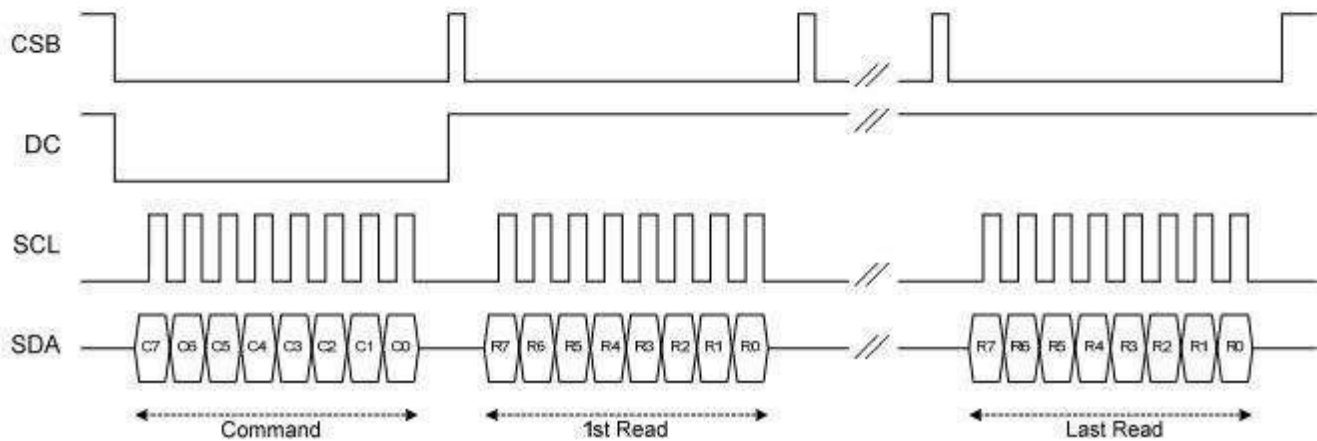 CSB
DC
SCL
SDA
C7 C6 C5 C4 C3 C2 C1 C0 R7 R6 R5 R4 R3 R2 R1 R0 R7 R6 R5 R4 R3 R2 R1 R0
Command 1st Read Last Read